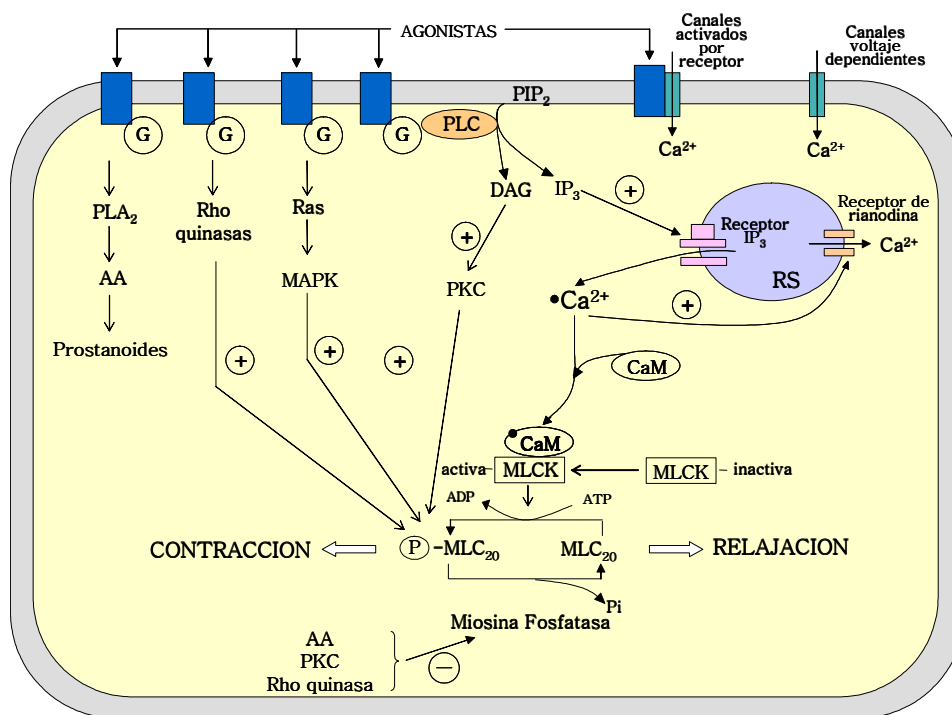 AGONISTAS
Canales
activados
por
receptor
Canales
voltaje
dependientes
PIP2
G
G
G
G
PLC
Ca2+
Ca2+
PLA2
Rho
quinasas
Ras
DAG
IP3
+
Receptor
IP3
RS
Receptor de
rianodina
Ca2+
AA
MAPK
+
PKC
Ca2+
+
Prostanoides
+
+
+
CaM
CaM
activa
MLCK
MLCK
inactiva
ADP
ATP
CONTRACCION
P
-MLC20
MLC20
RELAJACION
Pi
Miosina Fosfatasa
AA
PKC
Rho quinasa
−